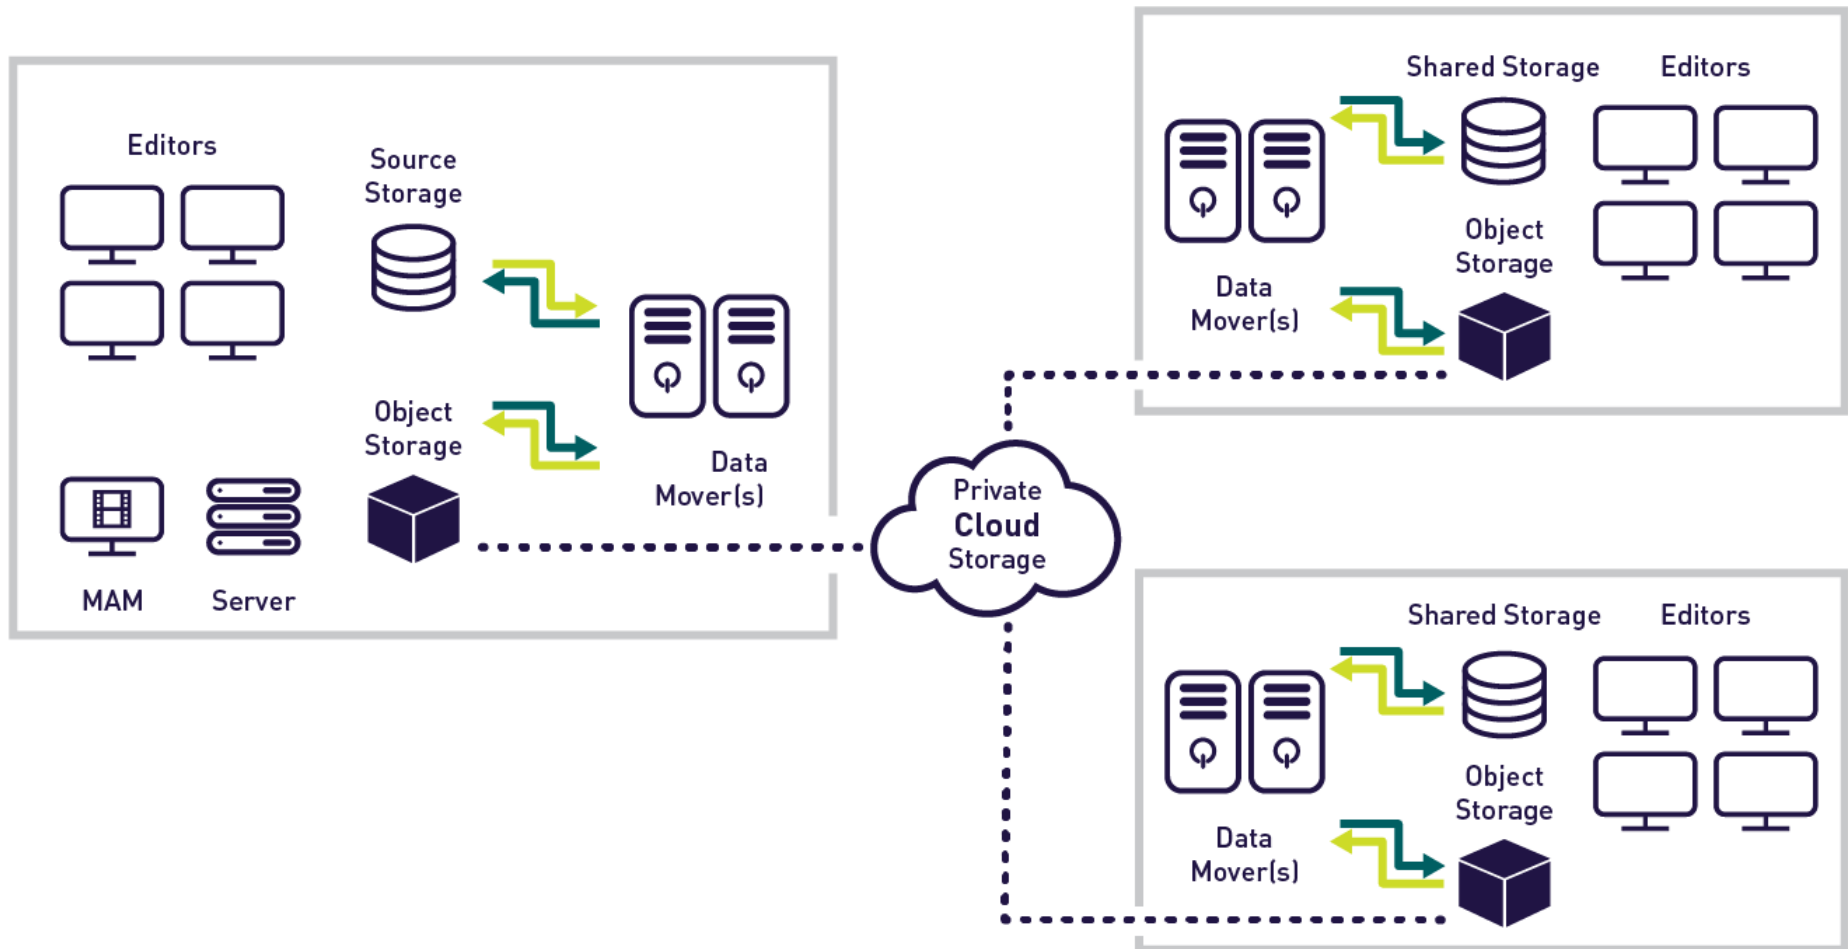 Editors
Source
Storage
Object
Storage
Data
Mover(s)
MAM
Server
Private
Cloud
Storage
Shared Storage
Editors
Object
Storage
Data
Mover(s)
Shared Storage
Editors
Object
Storage
Data
Mover(s)